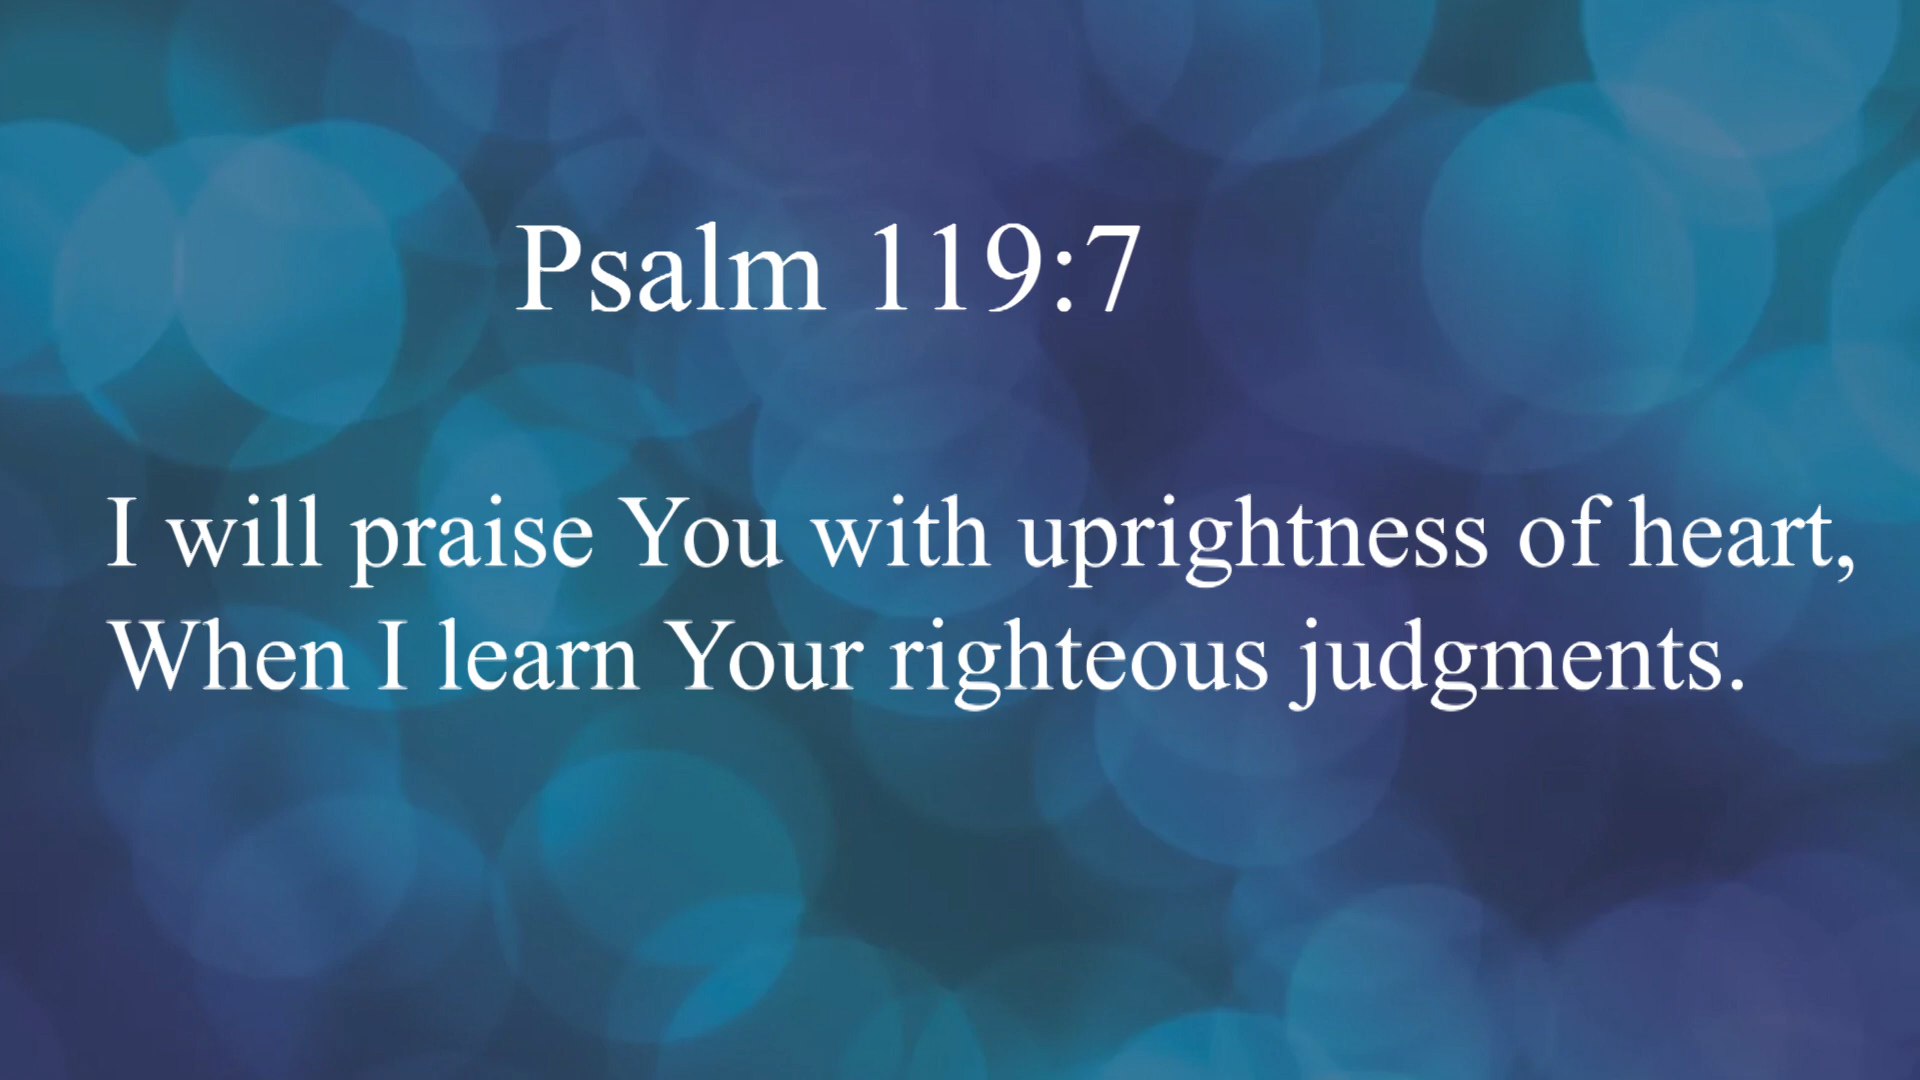 Psalm 119:7
I will praise You with uprightness of heart,
When I learn Your righteous judgments.